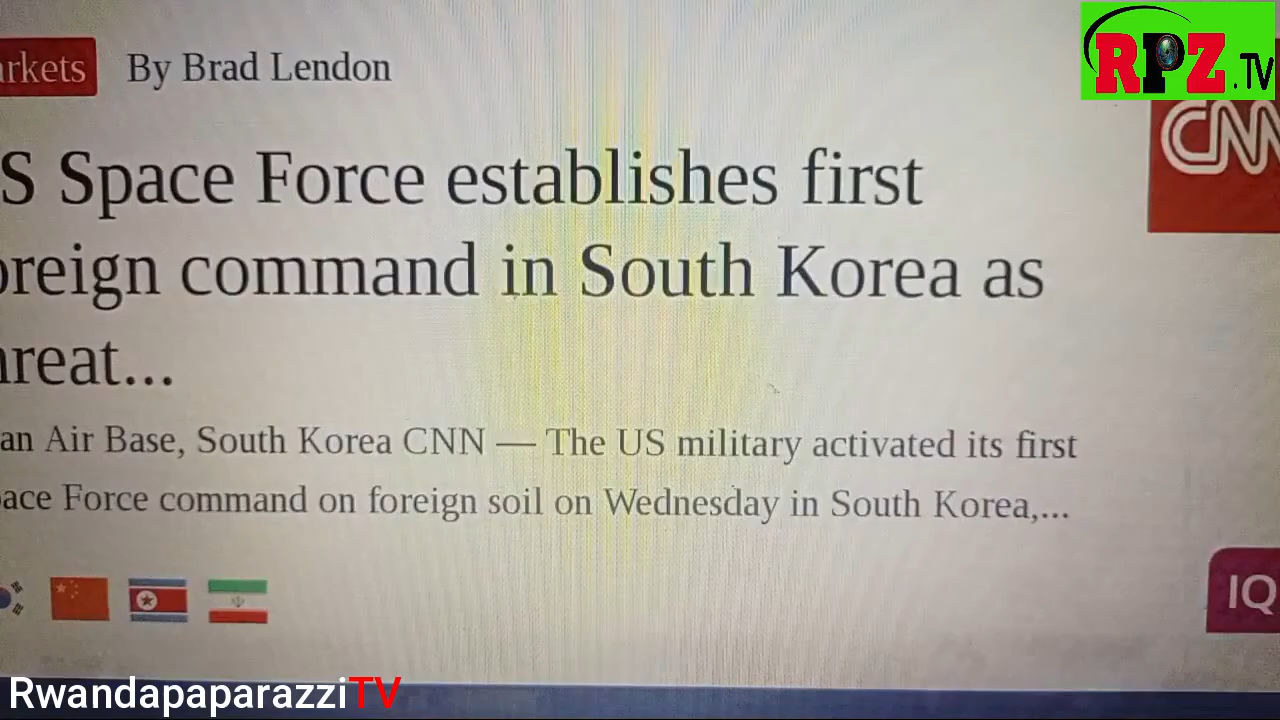 RPZ.TV
arkets By Brad Lendon
CNN
S Space Force establishes first
oreign command in South Korea as
reat...
an Air Base, South Korea CNN — The US military activated its first
ace Force command on foreign soil on Wednesday in South Korea,...
IQ
RwandapaparazziTV